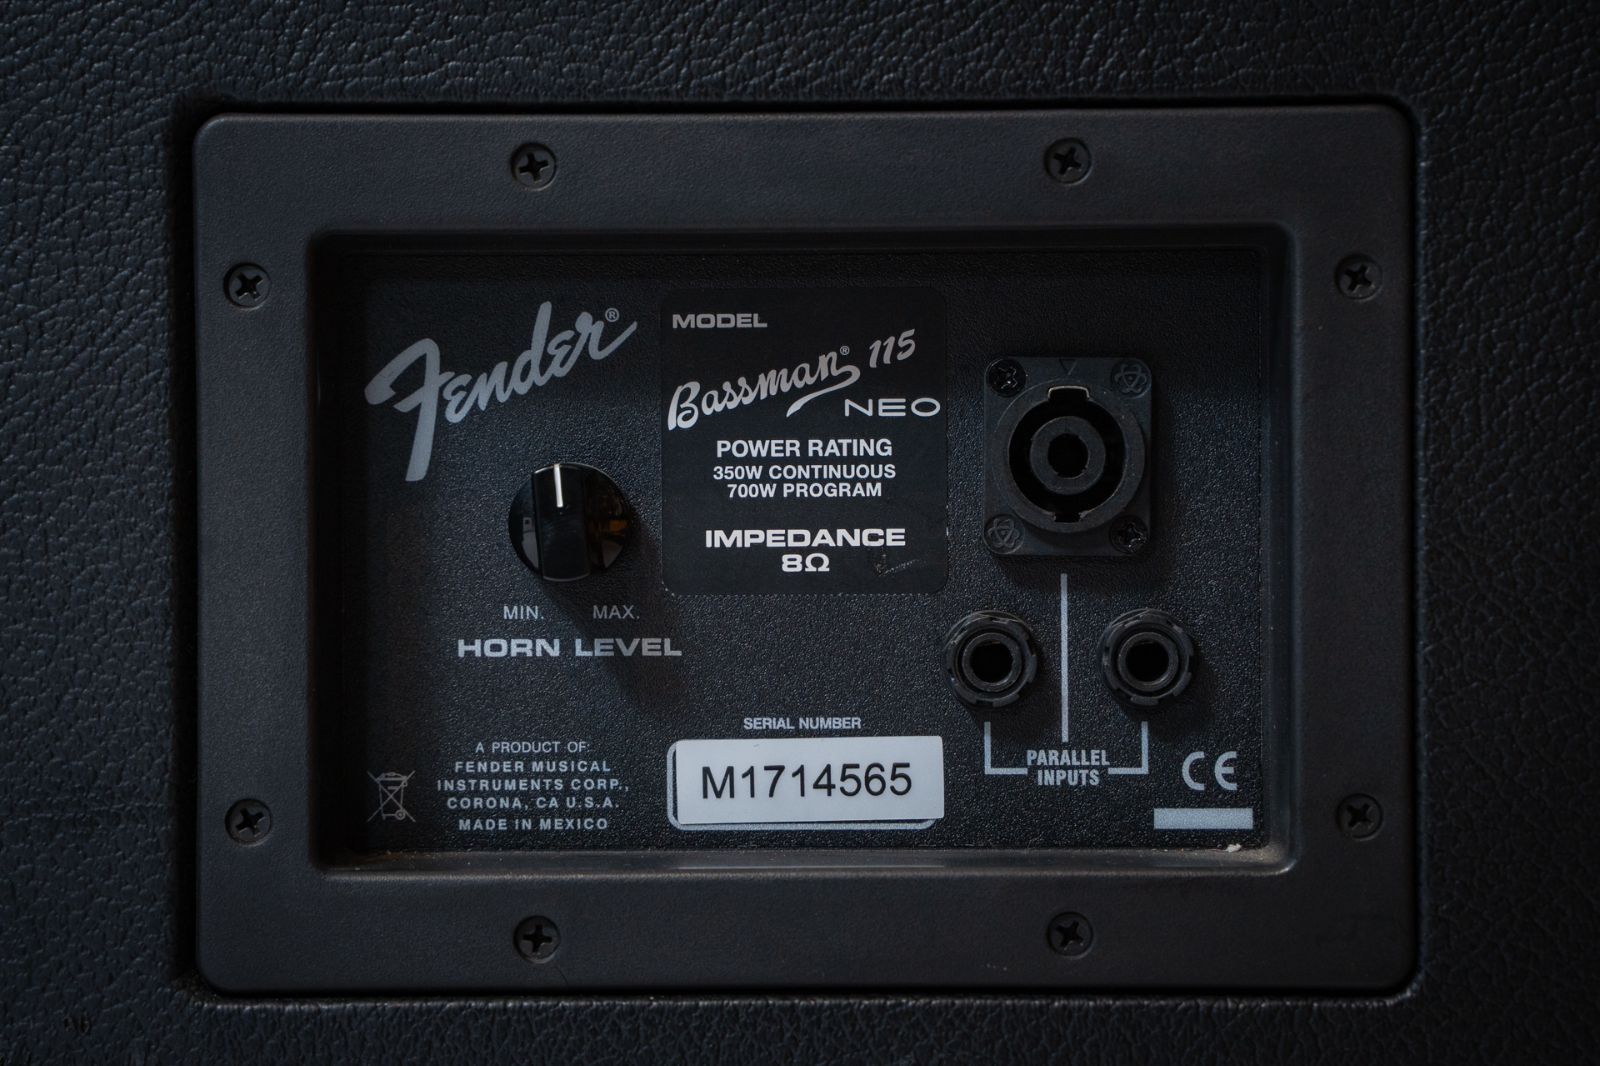 Fender®
MODEL
Bassman® 115
NEO
POWER RATING
350W CONTINUOUS
700W PROGRAM
IMPEDANCE
8Ω
MIN. MAX.
HORN LEVEL
SERIAL NUMBER
M1714565
A PRODUCT OF:
FENDER MUSICAL
INSTRUMENTS CORP.,
CORONA, CA U.S.A.
MADE IN MEXICO
PARALLEL
INPUTS
CE